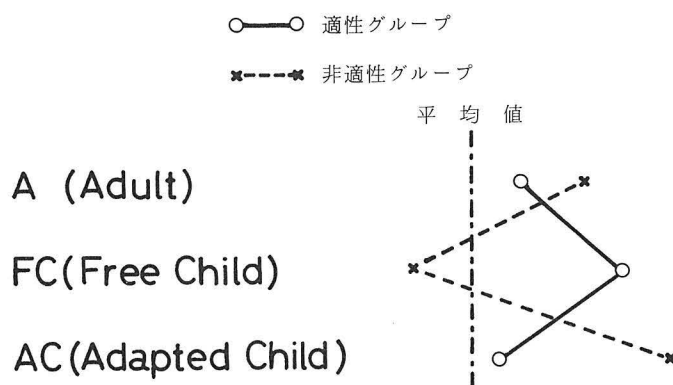 適性グループ
非適性グループ
平均値
A (Adult)
FC(Free Child)
AC(Adapted Child)